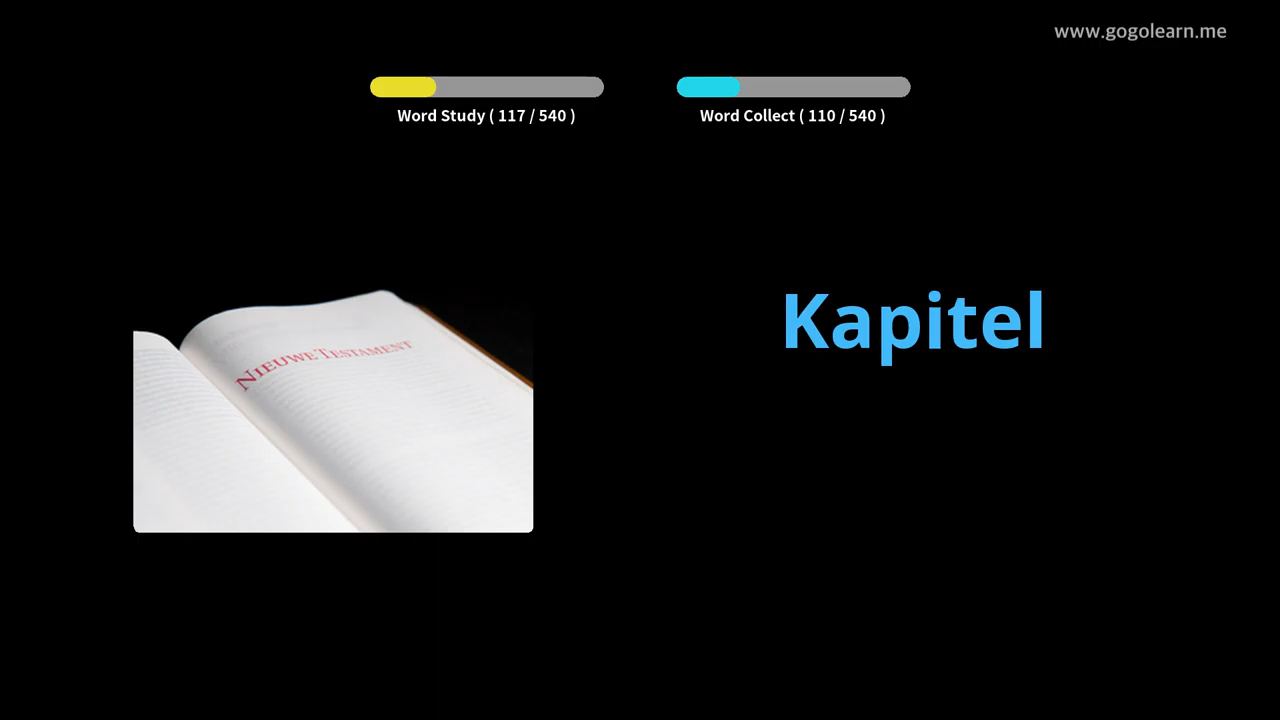 www.gogolearn.me
Word Study ( 117 / 540 )
Word Collect ( 110 / 540 )
Kapitel
NIEUWE TESTAMENT